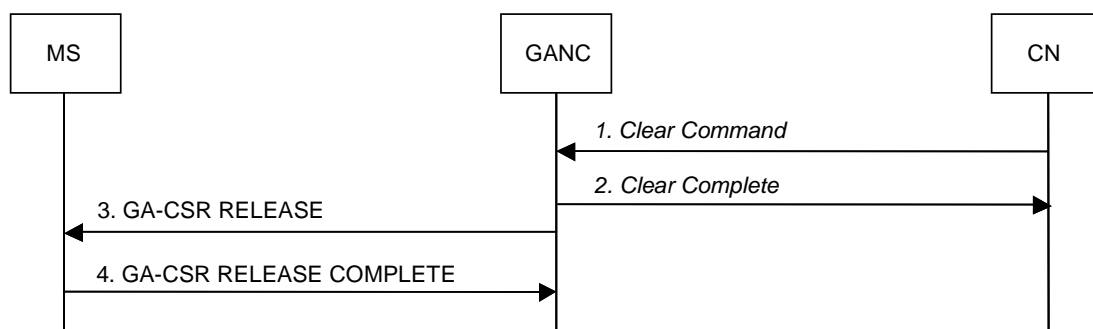 MS
GANC
CN
1. Clear Command
2. Clear Complete
3. GA-CSR RELEASE
4. GA-CSR RELEASE COMPLETE